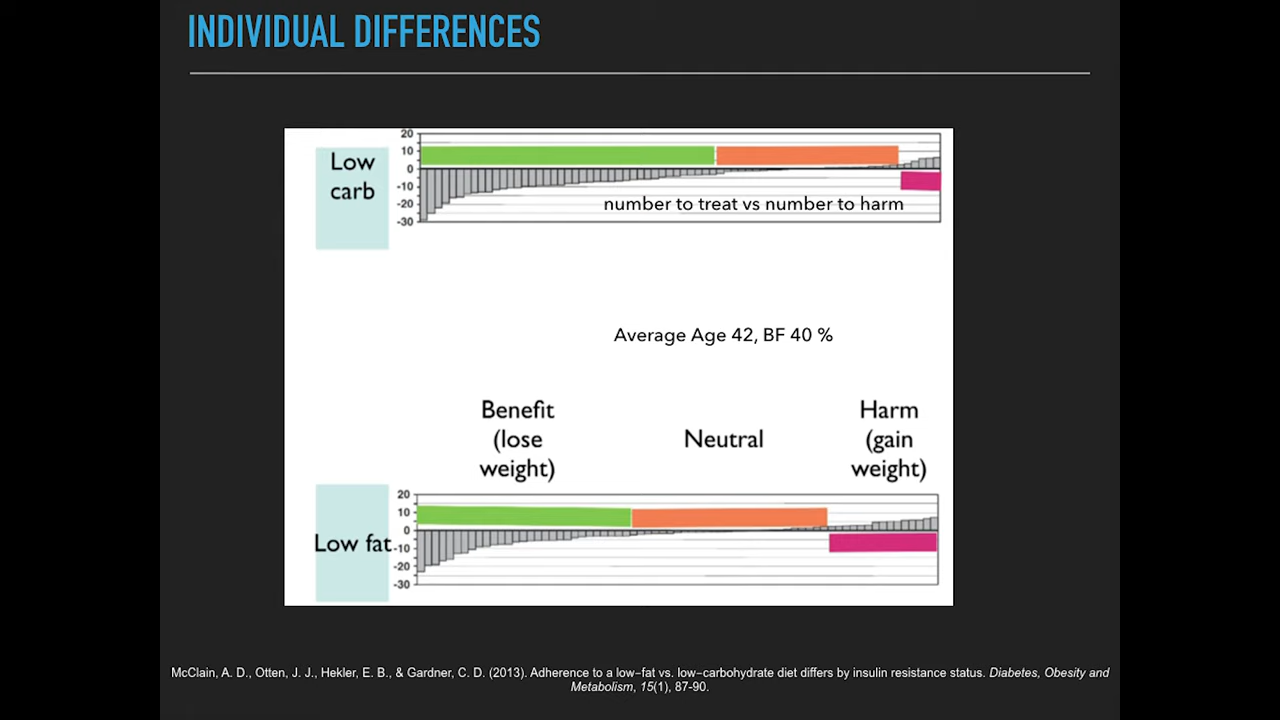 INDIVIDUAL DIFFERENCES
Low
carb
20
10
0
-10
-20
-30
number to treat vs number to harm
Average Age 42, BF 40 %
Benefit
(lose
weight)
Neutral
Harm
(gain
weight)
Low fat
20
10
0
-10
-20
-30
McClain, A. D., Otten, J. J., Hekler, E. B., & Gardner, C. D. (2013). Adherence to a low–fat vs. low–carbohydrate diet differs by insulin resistance status. Diabetes, Obesity and
Metabolism, 15(1), 87-90.